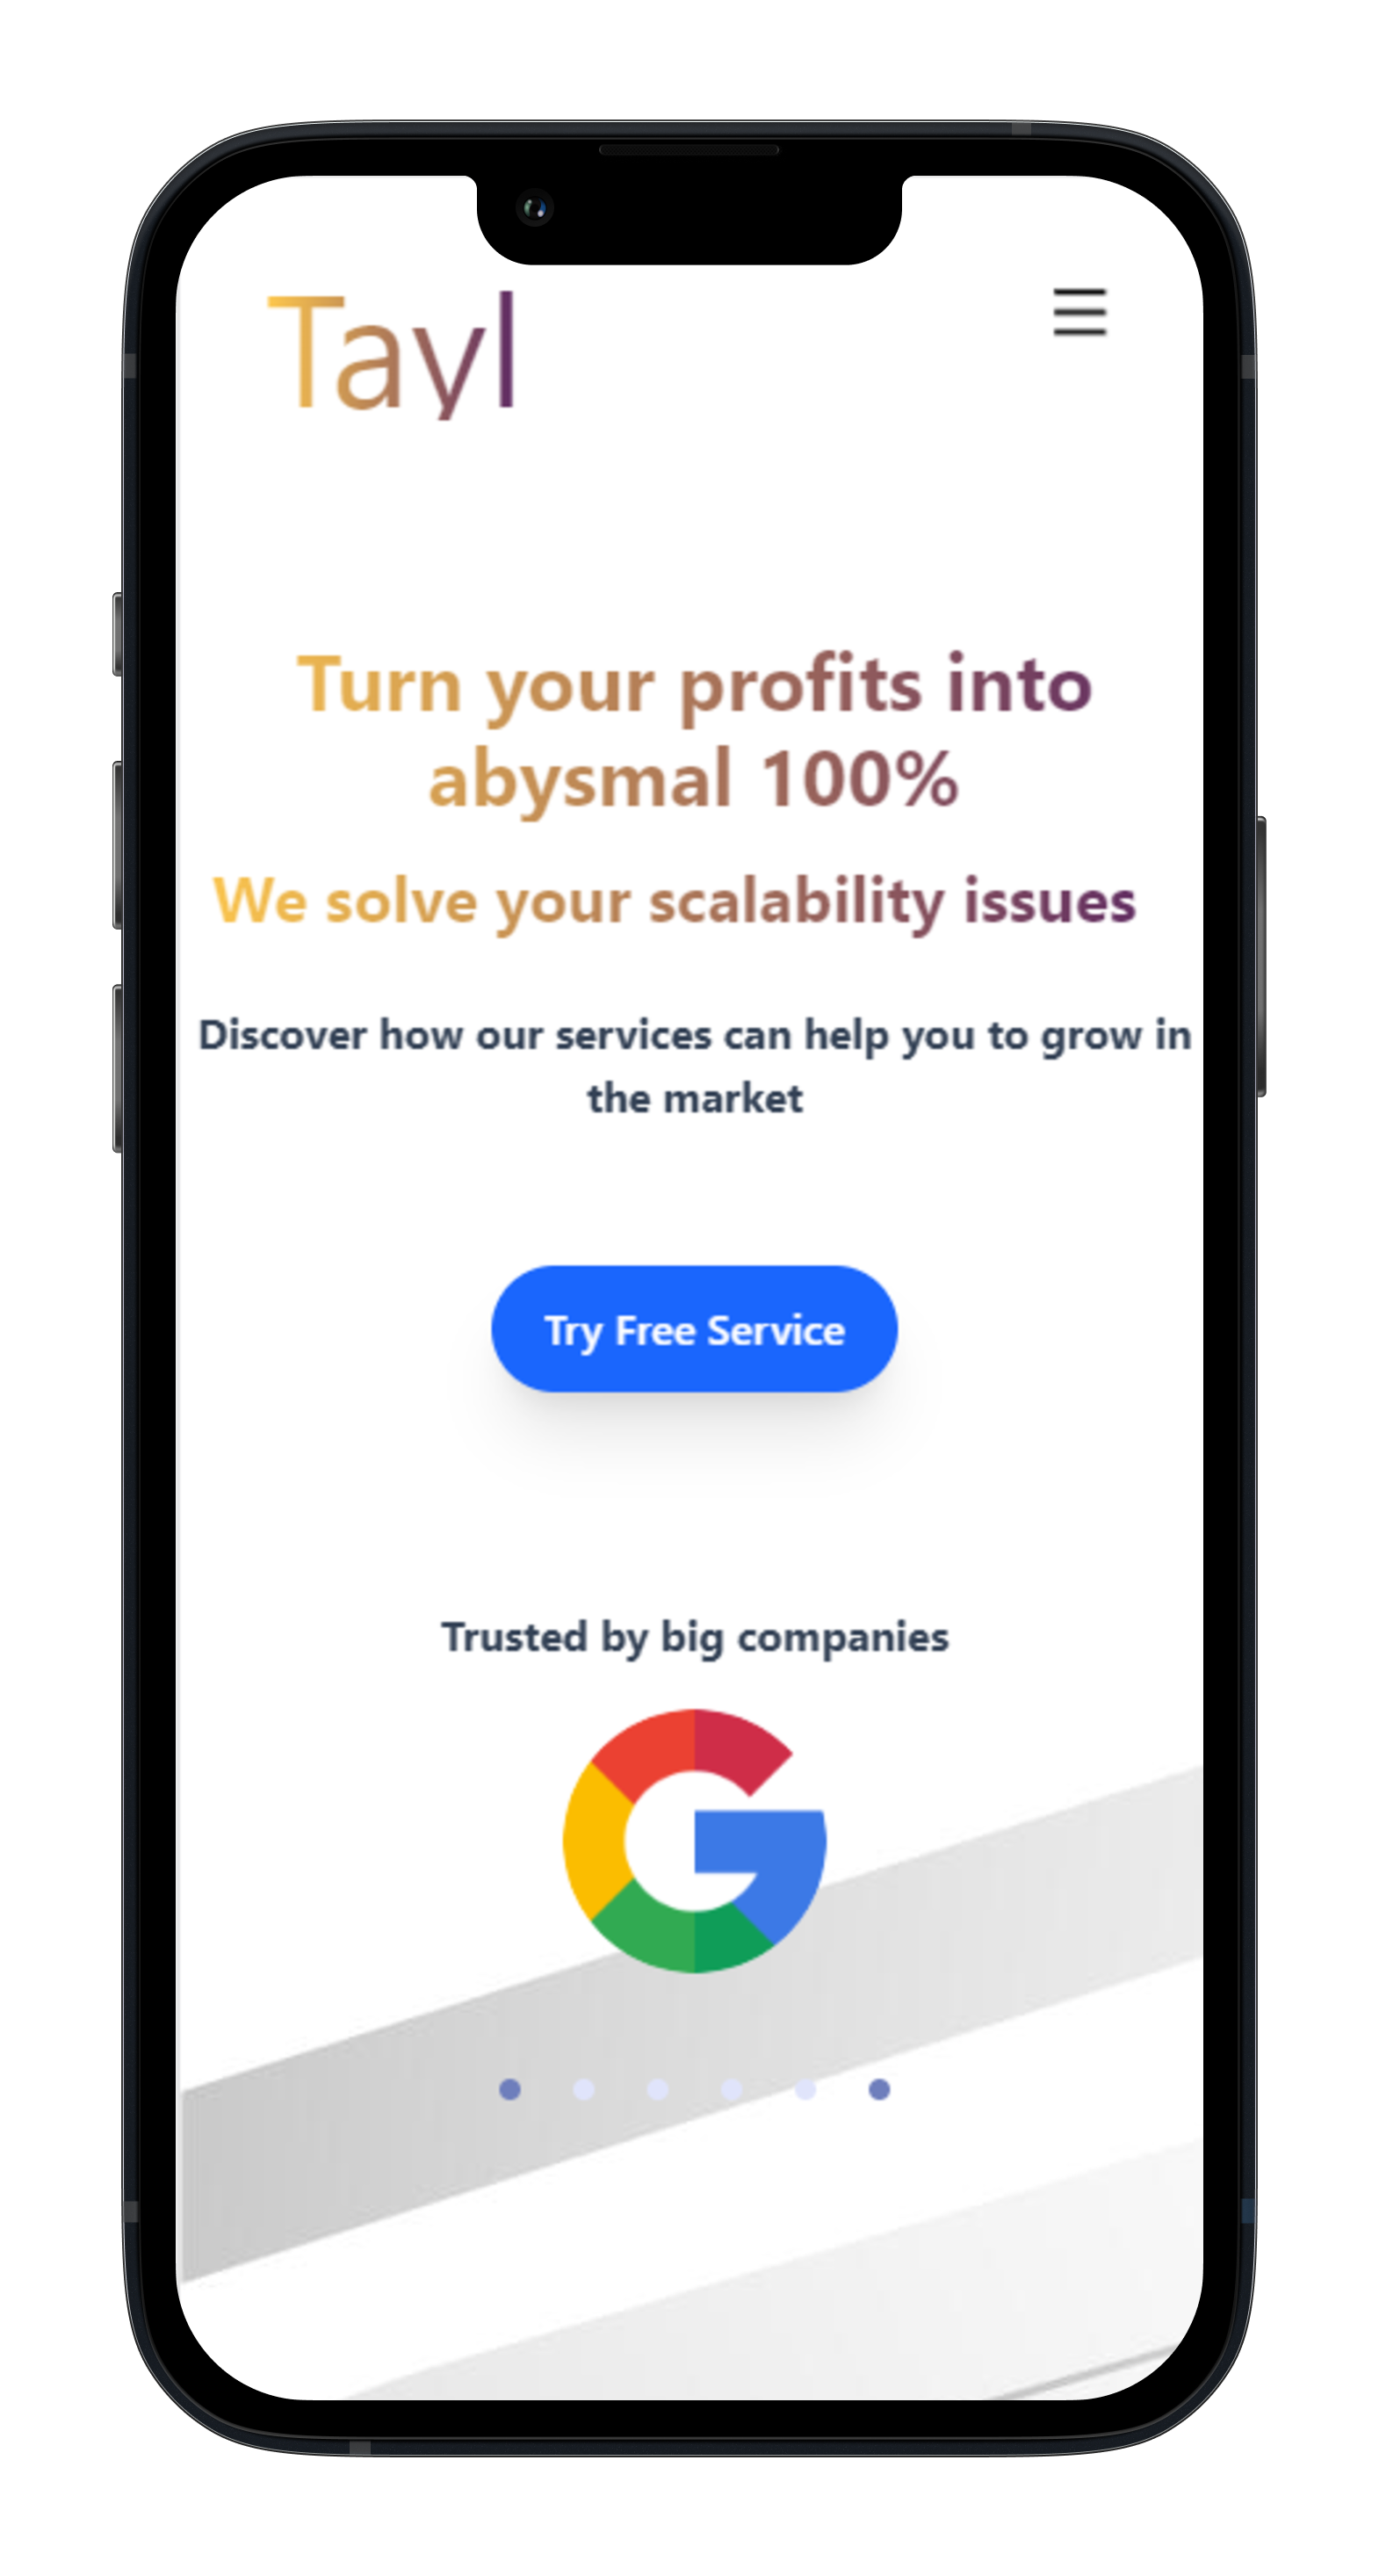 Tayl
Turn your profits into
abysmal 100%
We solve your scalability issues
Discover how our services can help you to grow in
the market
Try Free Service
Trusted by big companies
G